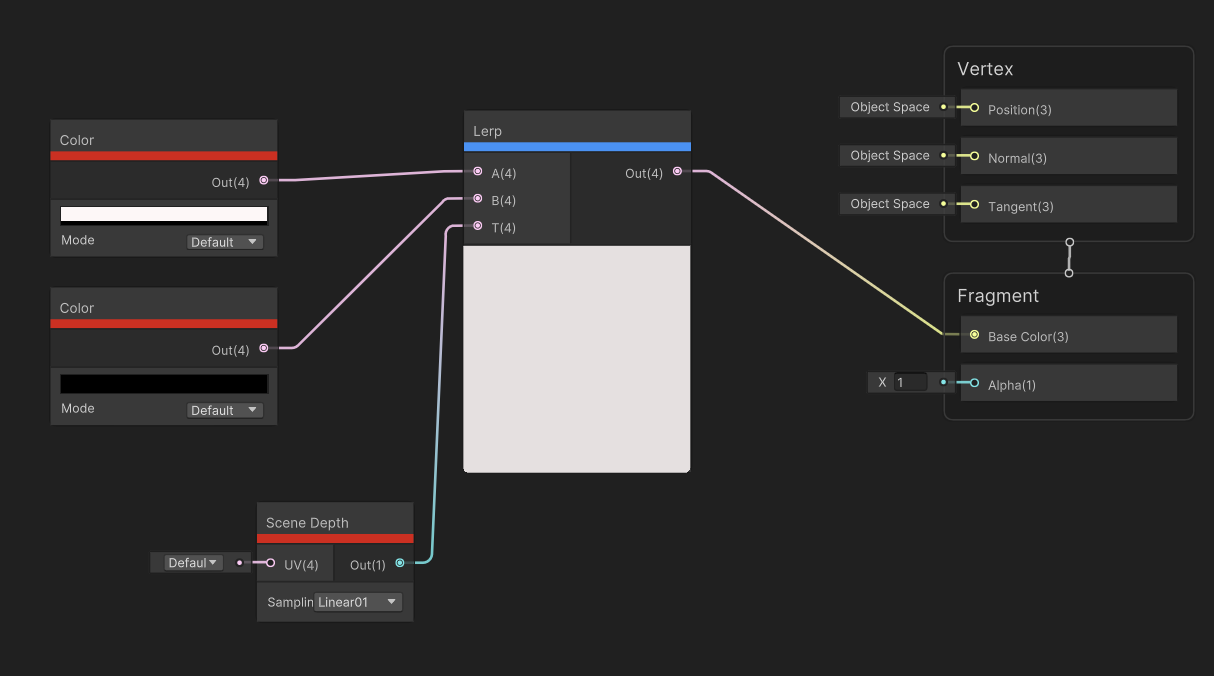 Color
Out(4)
Mode
Default
Color
Out(4)
Mode
Default
Scene Depth
Defaul
UV(4)
Out(1)
Samplin
Linear01
Lerp
A(4)
Out(4)
B(4)
T(4)
Vertex
Object Space
Position(3)
Object Space
Normal(3)
Object Space
Tangent(3)
Fragment
Base Color(3)
X 1
Alpha(1)